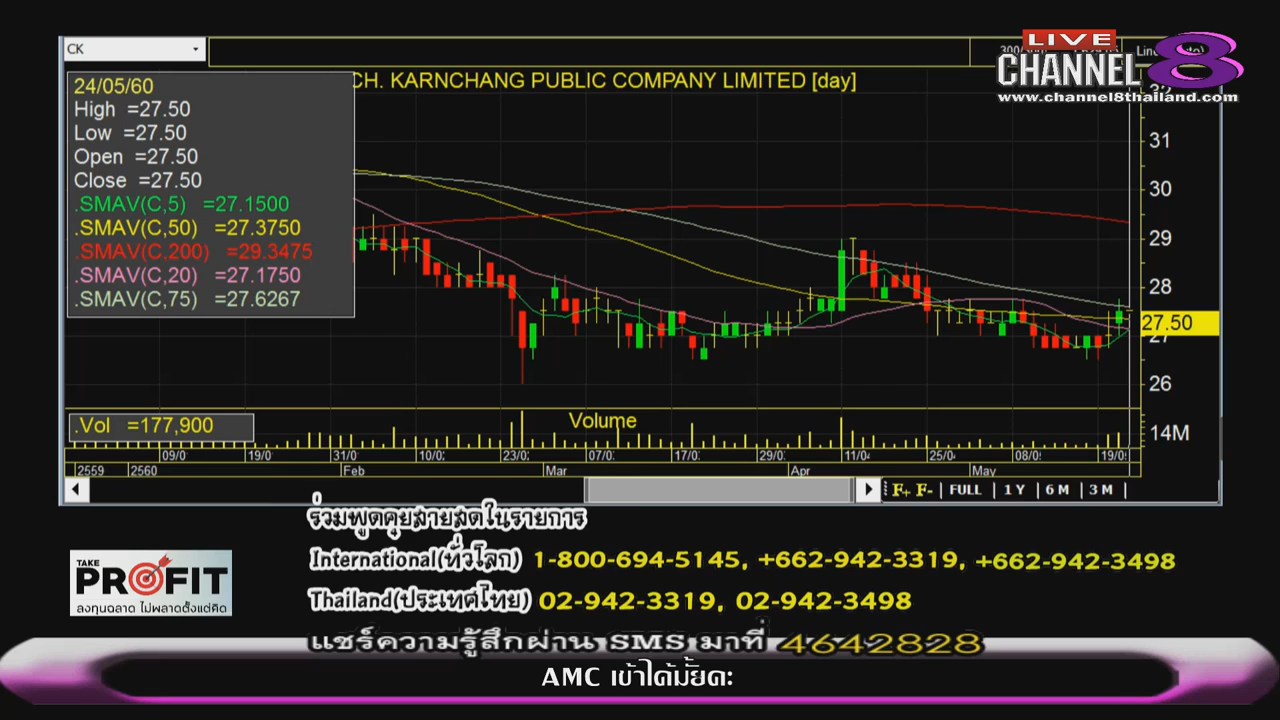 CK
LIVE
CHANNEL 8
www.channel8thailand.com
CH. KARNCHANG PUBLIC COMPANY LIMITED [day]
24/05/60
High =27.50
Low =27.50
Open =27.50
Close =27.50
.SMAV(C,5) =27.1500
.SMAV(C,50) =27.3750
.SMAV(C,200) =29.3475
.SMAV(C,20) =27.1750
.SMAV(C,75) =27.6267
31
30
29
28
27.50
27
26
.Vol =177,900
Volume
14M
09/0 19/0 31/0 10/0 23/0 07/0 17/0 29/0 11/04 25/04 08/0 19/0
2559 2560 Feb Mar Apr May
F+ F- FULL 1 Y 6 M 3 M
ร่วมพูดคุยสายสดในรายการ
International(ทั่วโลก) 1-800-694-5145, +662-942-3319, +662-942-3498
TAKE
PROFIT
ลงทุนฉลาด ไม่พลาดตั้งแต่คิด
Thailand(ประเทศไทย) 02-942-3319, 02-942-3498
แชร์ความรู้สึกผ่าน SMS มาที่ 4642828
AMC เข้าได้มั้ยคะ